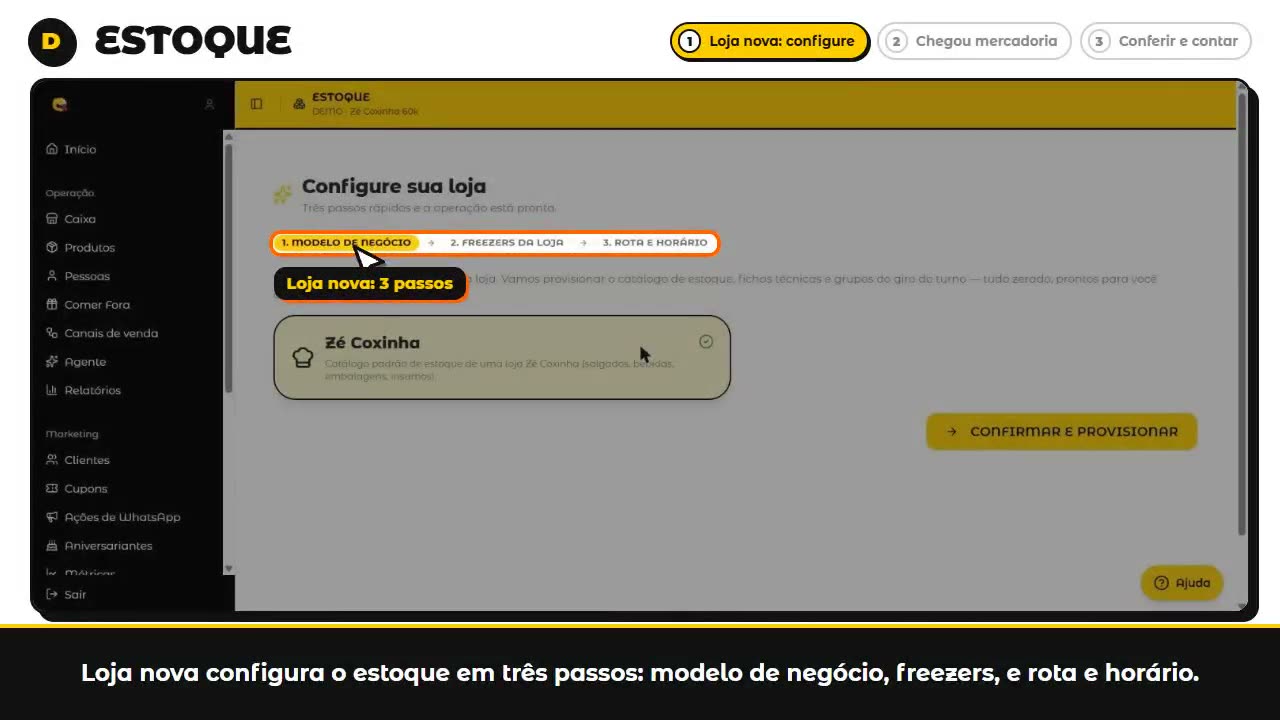 D ESTOQUE
1 Loja nova: configure
2 Chegou mercadoria
3 Conferir e contar
ESTOQUE
DEMO - Zé Coxinha 60k
Início
Operação
Caixa
Produtos
Pessoas
Comer Fora
Canais de venda
Agente
Relatórios
Marketing
Clientes
Cupons
Ações de WhatsApp
Aniversariantes
Métricas
Sair
Configure sua loja
Três passos rápidos e a operação está pronta.
1. MODELO DE NEGÓCIO → 2. FREEZERS DA LOJA → 3. ROTA E HORÁRIO
Loja nova: 3 passos
loja. Vamos provisionar o catálogo de estoque, fichas técnicas e grupos do giro do turno — tudo zerado, prontos para você
Zé Coxinha
Catálogo padrão de estoque de uma loja Zé Coxinha (salgados, bebidas,
embalagens, insumos).
→ CONFIRMAR E PROVISIONAR
? Ajuda
Loja nova configura o estoque em três passos: modelo de negócio, freezers, e rota e horário.